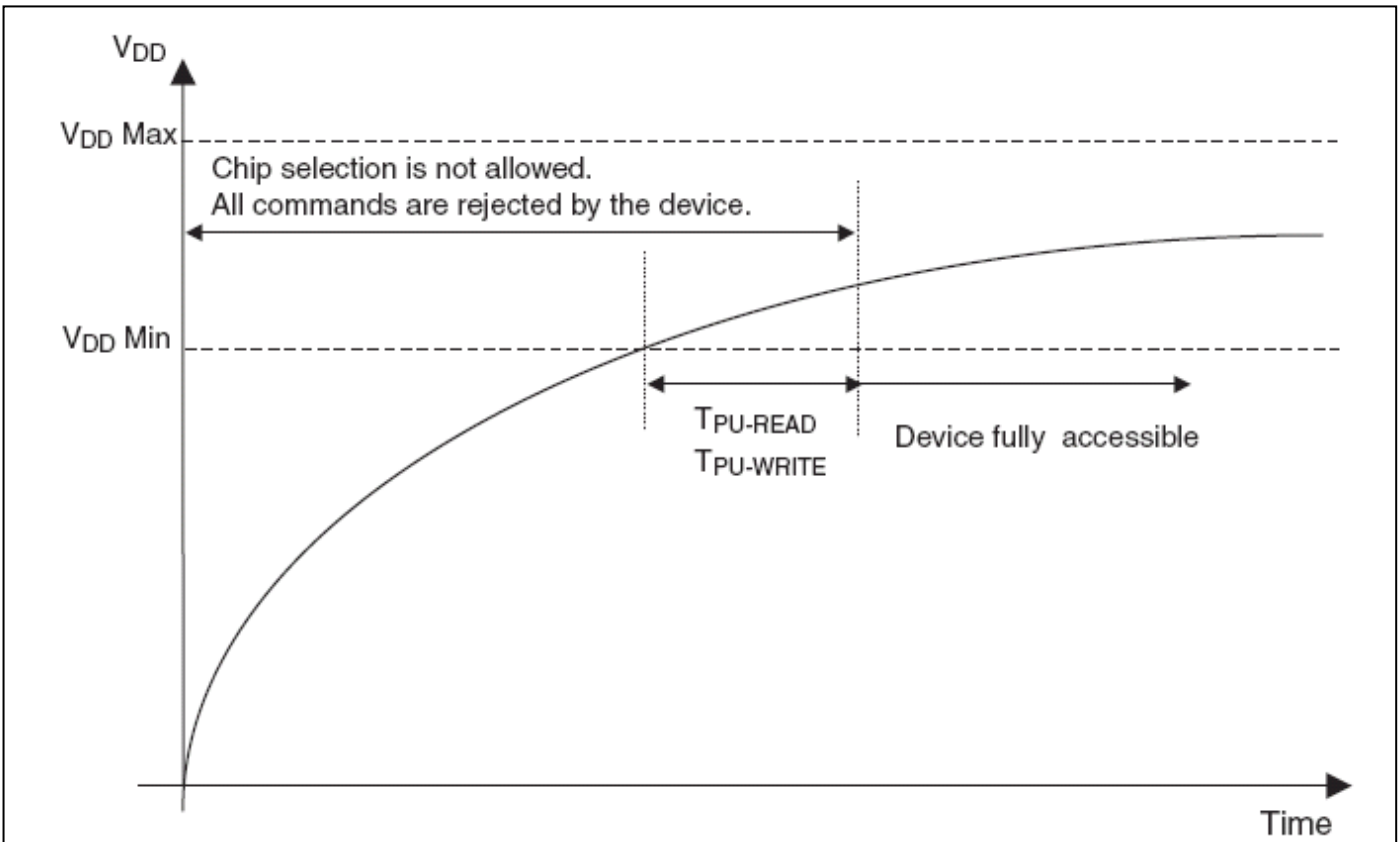 VDD
VDD Max
Chip selection is not allowed.
All commands are rejected by the device.
VDD Min
TPU-READ
TPU-WRITE
Device fully accessible
Time